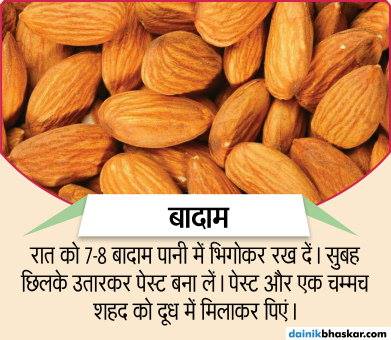 बादाम
रात को 7-8 बादाम पानी में भिगोकर रख दें। सुबह
छिलके उतारकर पेस्ट बना लें। पेस्ट और एक चम्मच
शहद को दूध में मिलाकर पिएं।
dainikbhaskar.com